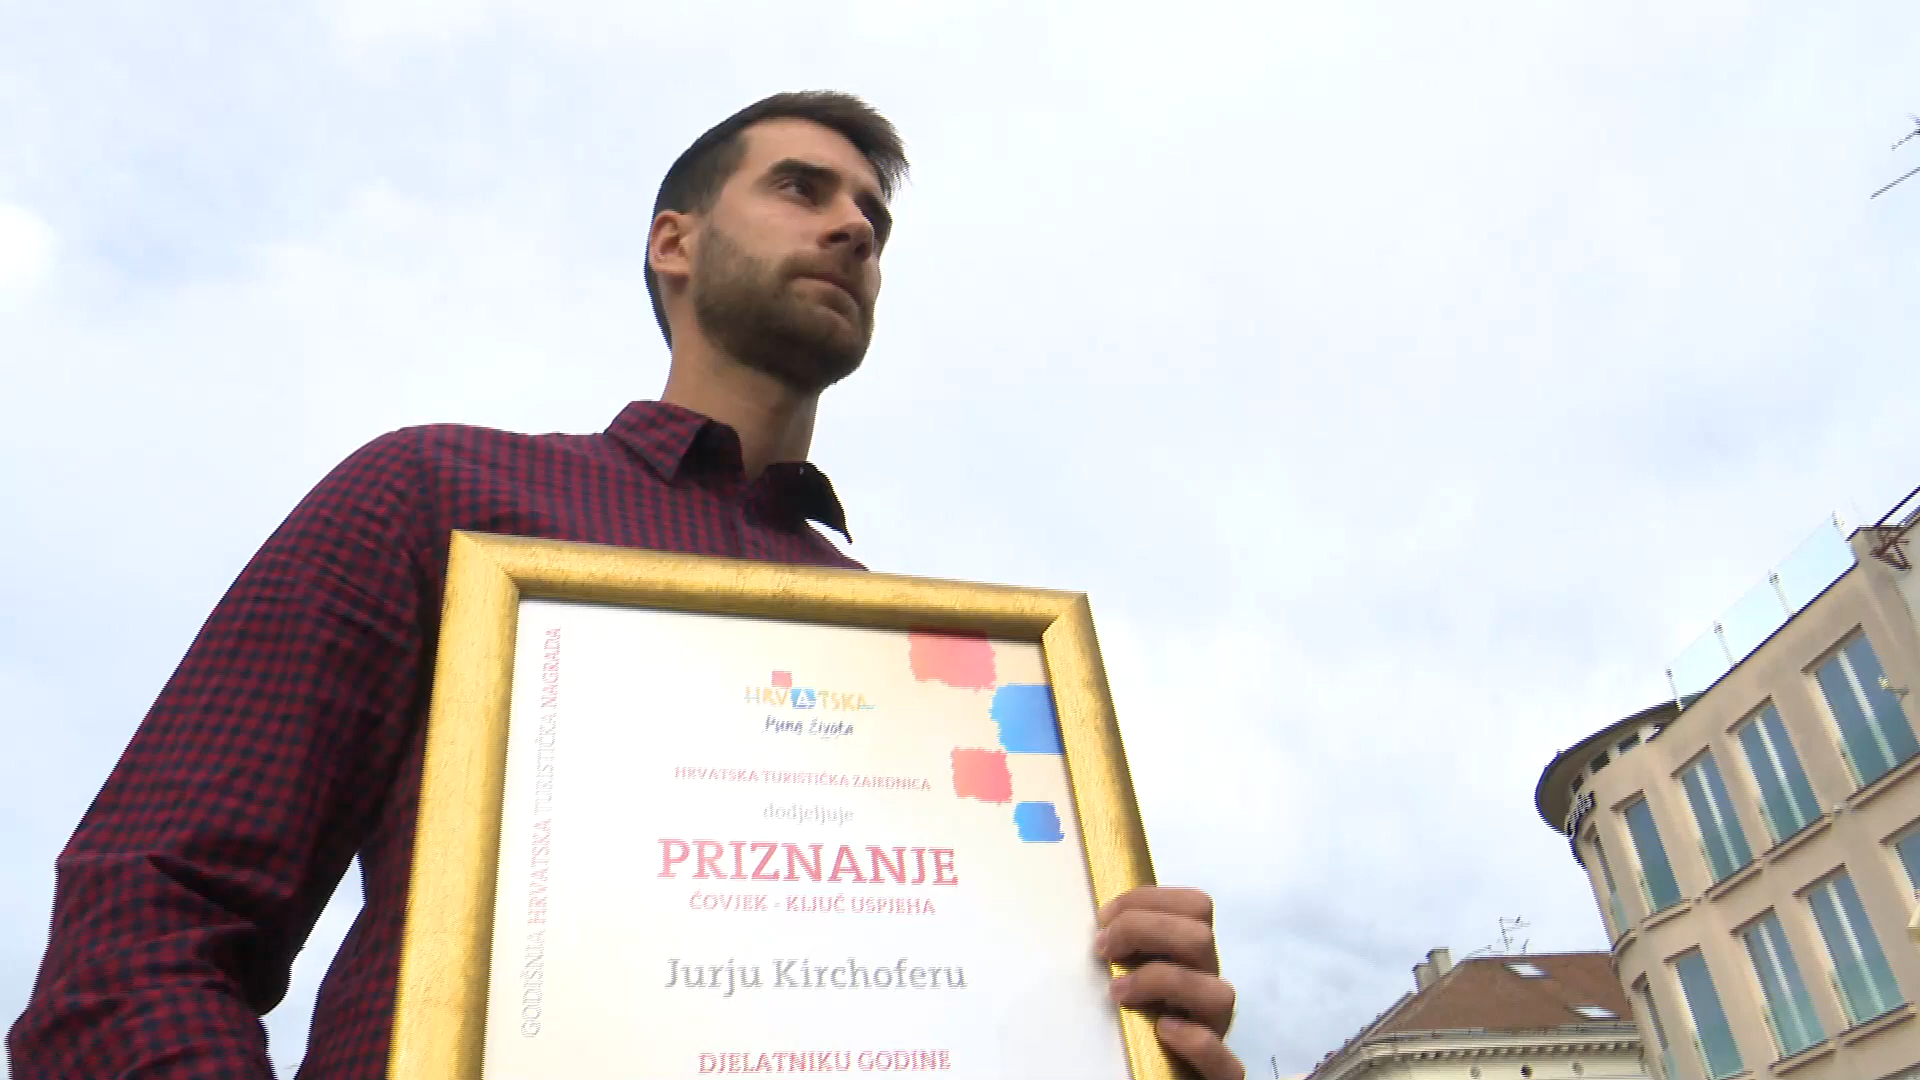 GODIŠNJA HRVATSKA TURISTIČKA NAGRADA
HRVATSKA
Puna života
HRVATSKA TURISTIČKA ZAJEDNICA
dodjeljuje
PRIZNANJE
ČOVJEK - KLJUČ USPJEHA
Jurju Kirchoferu
DJELATNIKU GODINE